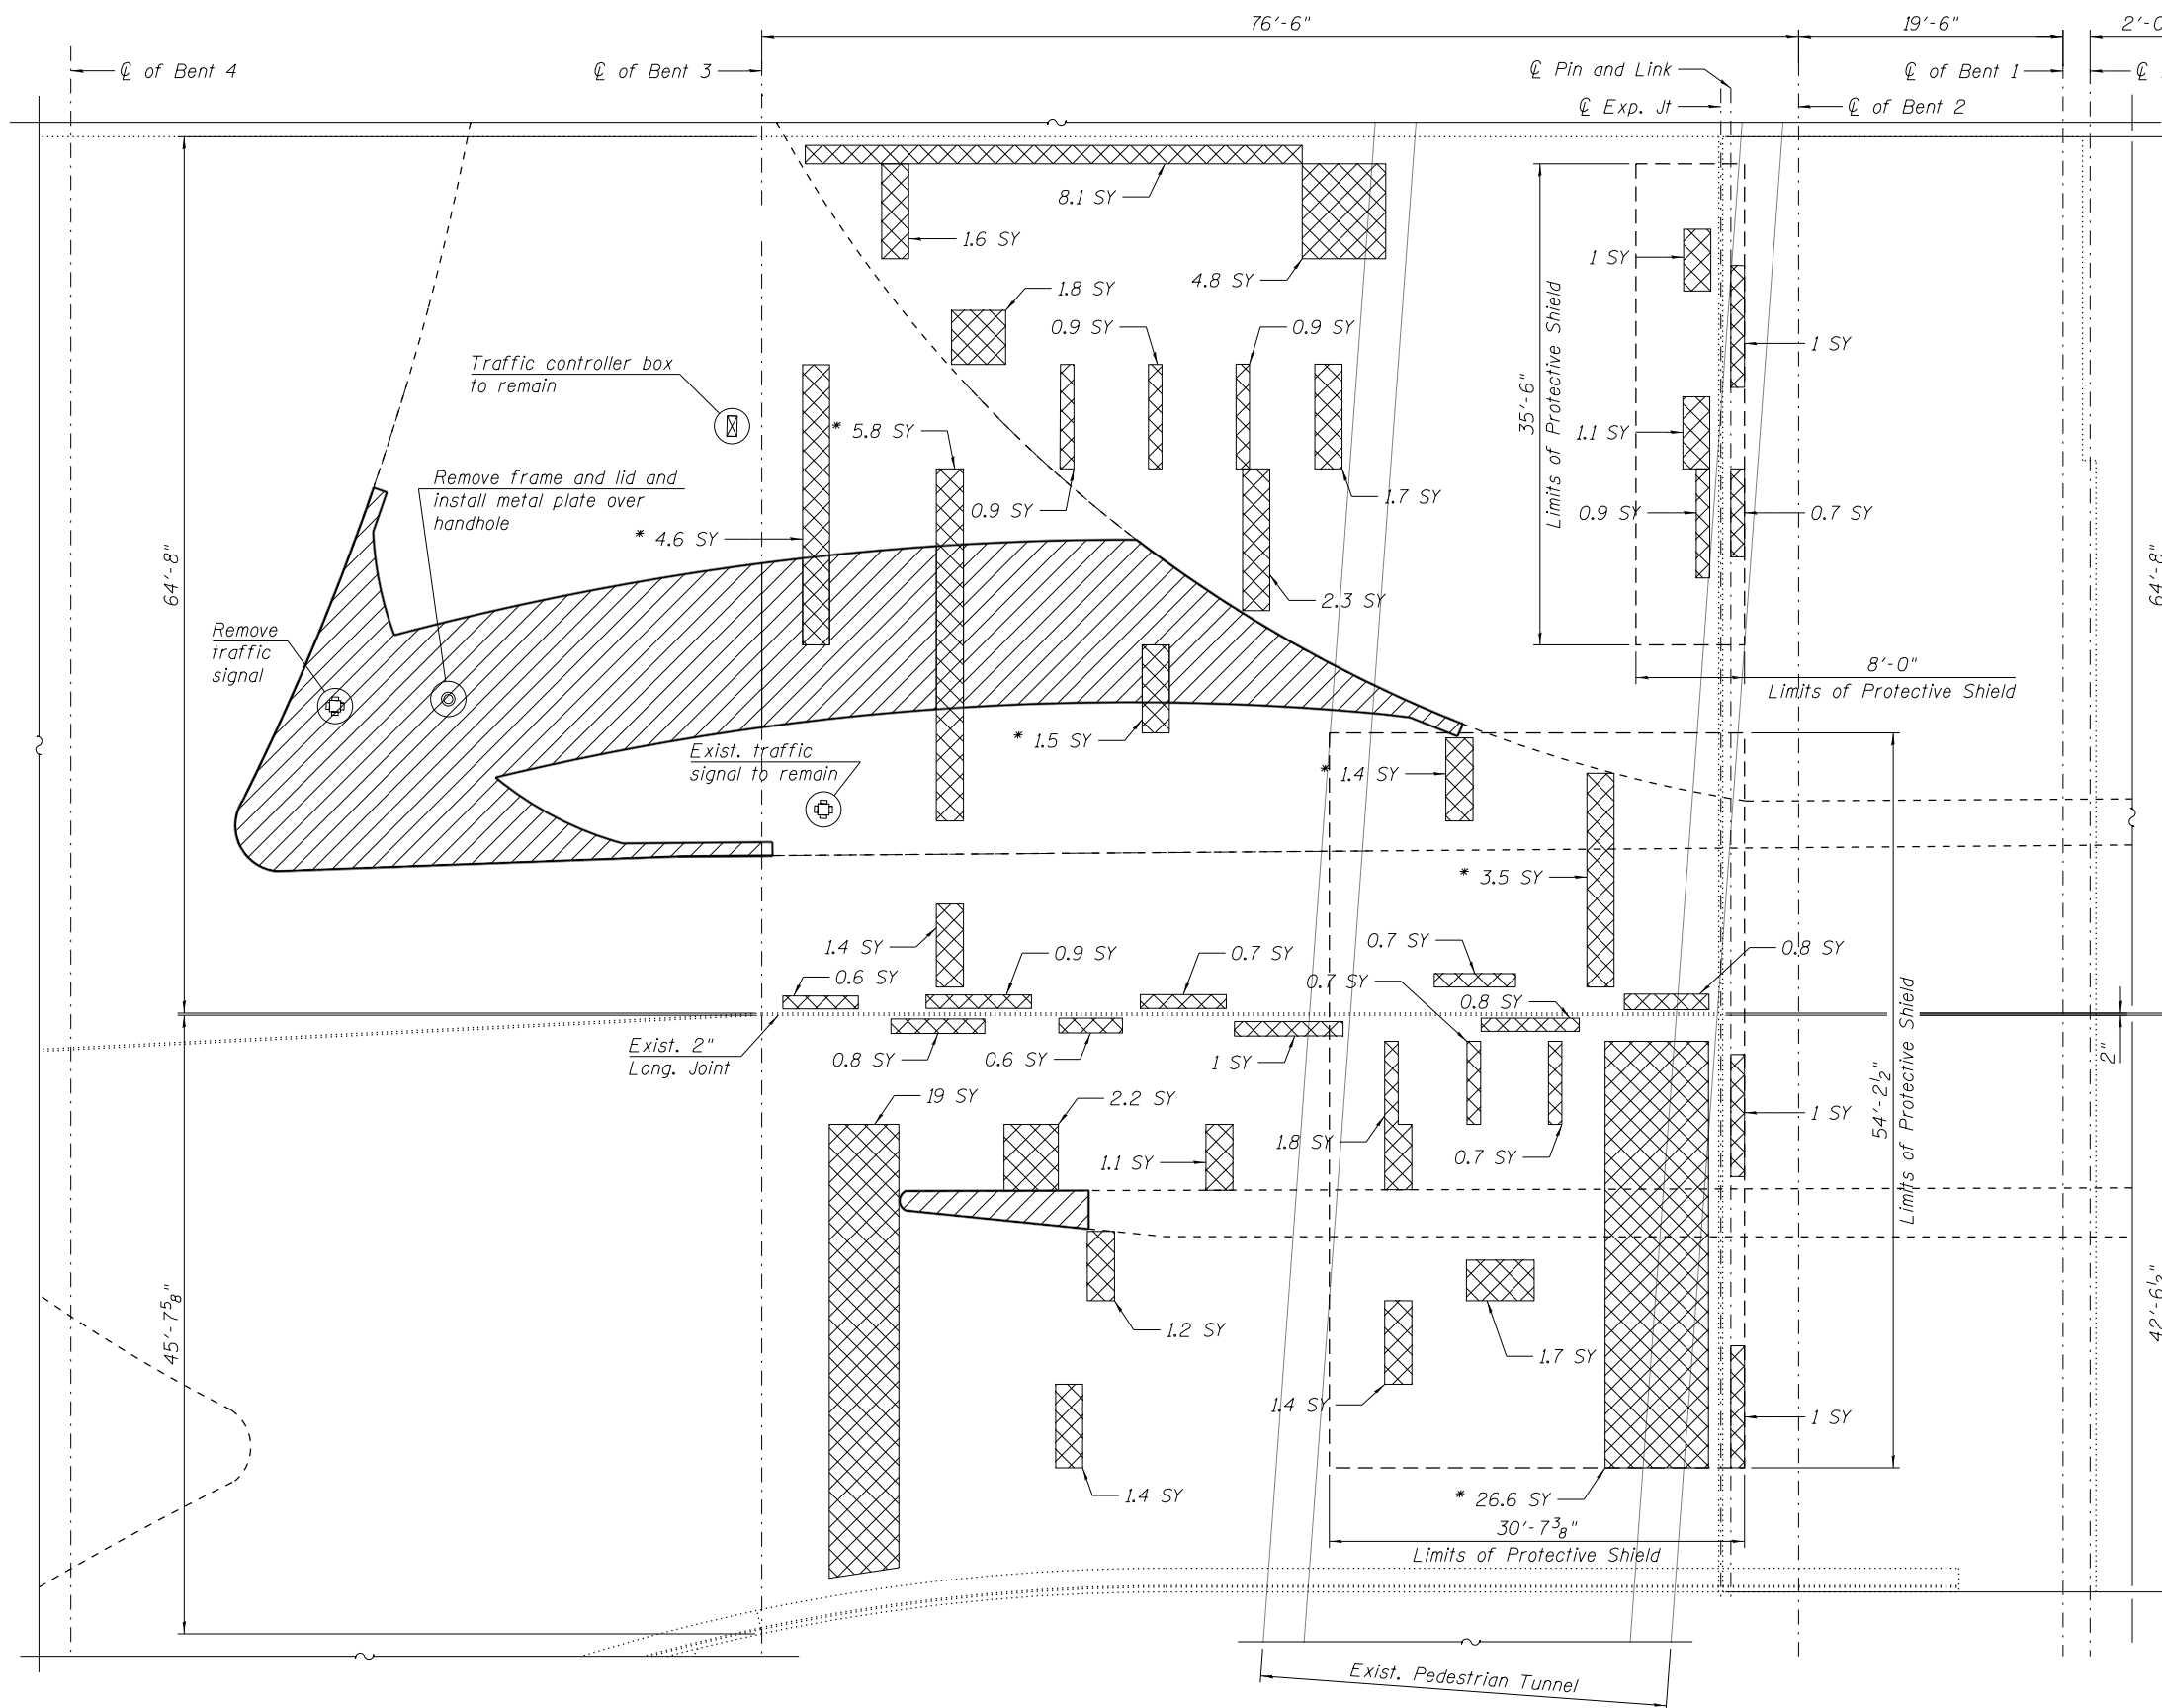 76'-6"
19'-6"
2'-0
℄ of Bent 4
℄ of Bent 3
℄ Pin and Link
℄ of Bent 1
℄
℄ Exp. Jt
℄ of Bent 2
8.1 SY
1.6 SY
4.8 SY
1 SY
1.8 SY
0.9 SY
0.9 SY
1 SY
Traffic controller box
to remain
35'-6"
Limits of Protective Shield
* 5.8 SY
1.1 SY
Remove frame and lid and
install metal plate over
handhole
0.9 SY
1.7 SY
0.9 SY
0.7 SY
* 4.6 SY
64'-8"
64'-8"
2.3 SY
Remove
traffic
signal
8'-0"
Limits of Protective Shield
* 1.5 SY
Exist. traffic
signal to remain
* 1.4 SY
* 3.5 SY
1.4 SY
0.9 SY
0.7 SY
0.7 SY
0.8 SY
0.6 SY
0.7 SY
0.8 SY
Exist. 2"
Long. Joint
0.8 SY
0.6 SY
1 SY
2"
19 SY
2.2 SY
1.8 SY
1 SY
54'-2½"
Limits of Protective Shield
1.1 SY
0.7 SY
45'-7⅝"
42'-6½"
1.2 SY
1.7 SY
1.4 SY
1 SY
1.4 SY
* 26.6 SY
30'-7⅜"
Limits of Protective Shield
Exist. Pedestrian Tunnel